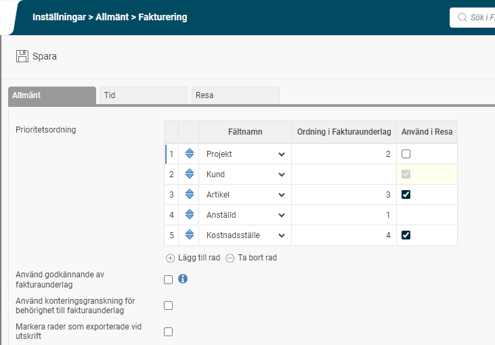 Inställningar > Allmänt > Fakturering
Sök i F
Spara
Allmänt Tid Resa
Prioritetsordning
Fältnamn Ordning i Fakturaunderlag Använd i Resa
1 Projekt 2
2 Kund
3 Artikel 3
4 Anställd 1
5 Kostnadsställe 4
Lägg till rad Ta bort rad
Använd godkännande av
fakturaunderlag
Använd konteringsgranskning för
behörighet till fakturaunderlag
Markera rader som exporterade vid
utskrift